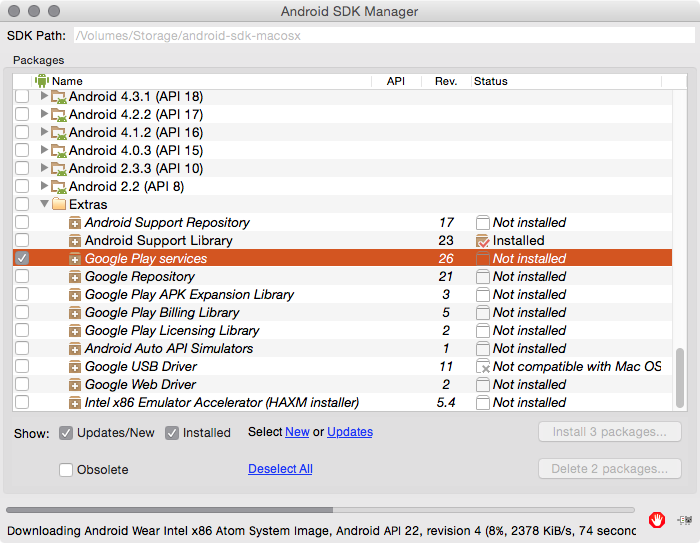 Android SDK Manager
SDK Path: /Volumes/Storage/android-sdk-macosx
Packages
Name API Rev. Status
Android 4.3.1 (API 18)
Android 4.2.2 (API 17)
Android 4.1.2 (API 16)
Android 4.0.3 (API 15)
Android 2.3.3 (API 10)
Android 2.2 (API 8)
Extras
Android Support Repository 17 Not installed
Android Support Library 23 Installed
Google Play services 26 Not installed
Google Repository 21 Not installed
Google Play APK Expansion Library 3 Not installed
Google Play Billing Library 5 Not installed
Google Play Licensing Library 2 Not installed
Android Auto API Simulators 1 Not installed
Google USB Driver 11 Not compatible with Mac OS
Google Web Driver 2 Not installed
Intel x86 Emulator Accelerator (HAXM installer) 5.4 Not installed
Show: Updates/New Installed Select New or Updates Install 3 packages...
Obsolete Deselect All Delete 2 packages...
Downloading Android Wear Intel x86 Atom System Image, Android API 22, revision 4 (8%, 2378 KiB/s, 74 second